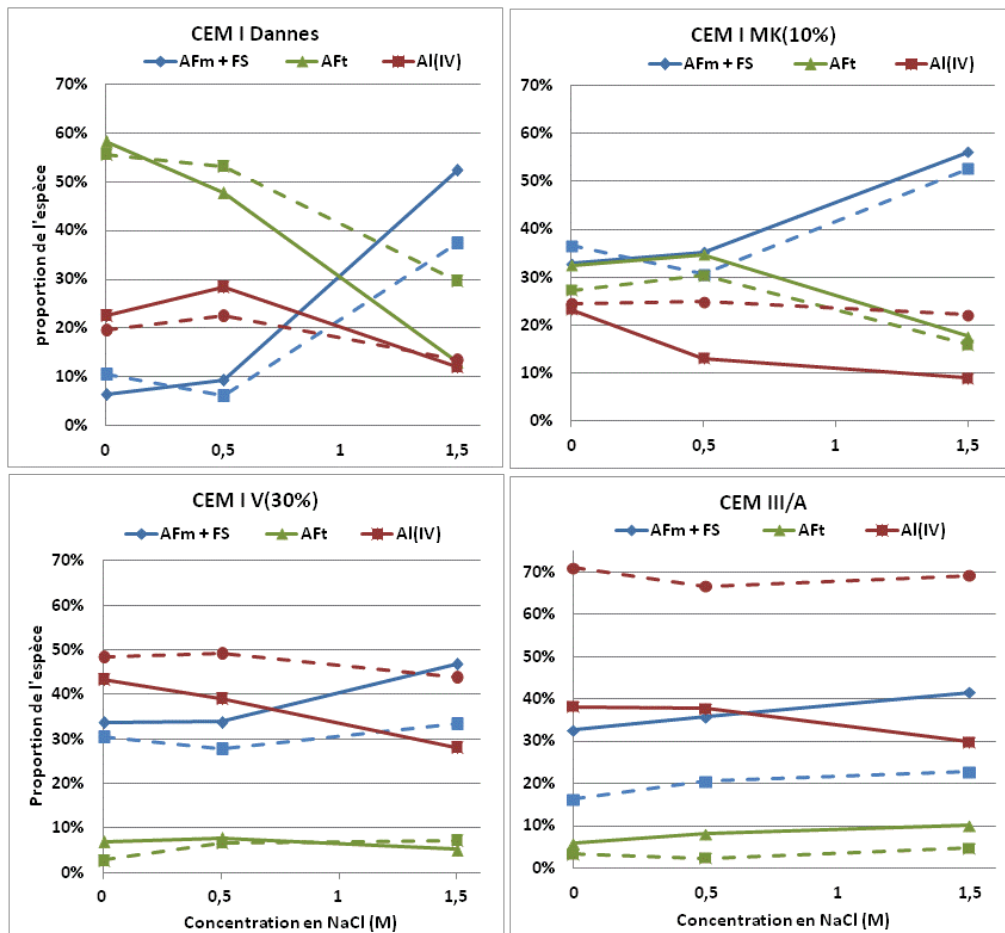 CEM I Dannes
AFm + FS AFt Al(IV)
proportion de l'espèce
70%
60%
50%
40%
30%
20%
10%
0%
0 0,5 1 1,5
CEM I MK(10%)
AFm + FS AFt Al(IV)
70%
60%
50%
40%
30%
20%
10%
0%
0 0,5 1 1,5
CEM I V(30%)
AFm + FS AFt Al(IV)
Proportion de l'espèce
70%
60%
50%
40%
30%
20%
10%
0%
0 0,5 1 1,5
Concentration en NaCl (M)
CEM III/A
AFm + FS AFt Al(IV)
70%
60%
50%
40%
30%
20%
10%
0%
0 0,5 1 1,5
Concentration en NaCl (M)